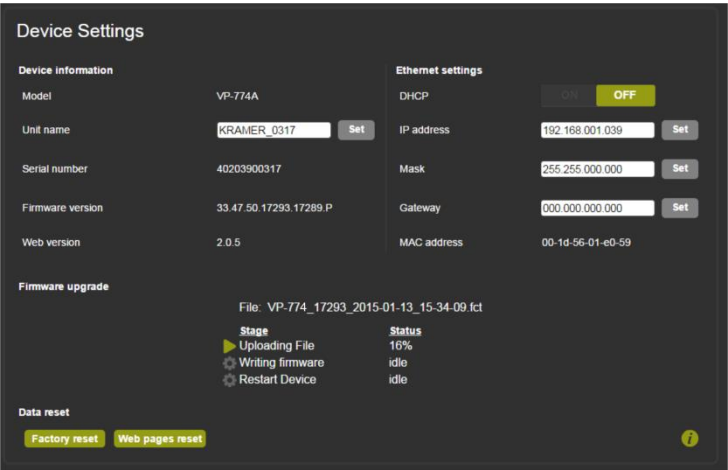 Device Settings
Device information
Model VP-774A
Unit name KRAMER_0317 Set
Serial number 40203900317
Firmware version 33.47.50.17293.17289.P
Web version 2.0.5
Ethernet settings
DHCP ON OFF
IP address 192.168.001.039 Set
Mask 255.255.000.000 Set
Gateway 000.000.000.000 Set
MAC address 00-1d-56-01-e0-59
Firmware upgrade
File: VP-774_17293_2015-01-13_15-34-09.fct
Stage Status
Uploading File 16%
Writing firmware idle
Restart Device idle
Data reset
Factory reset Web pages reset
i